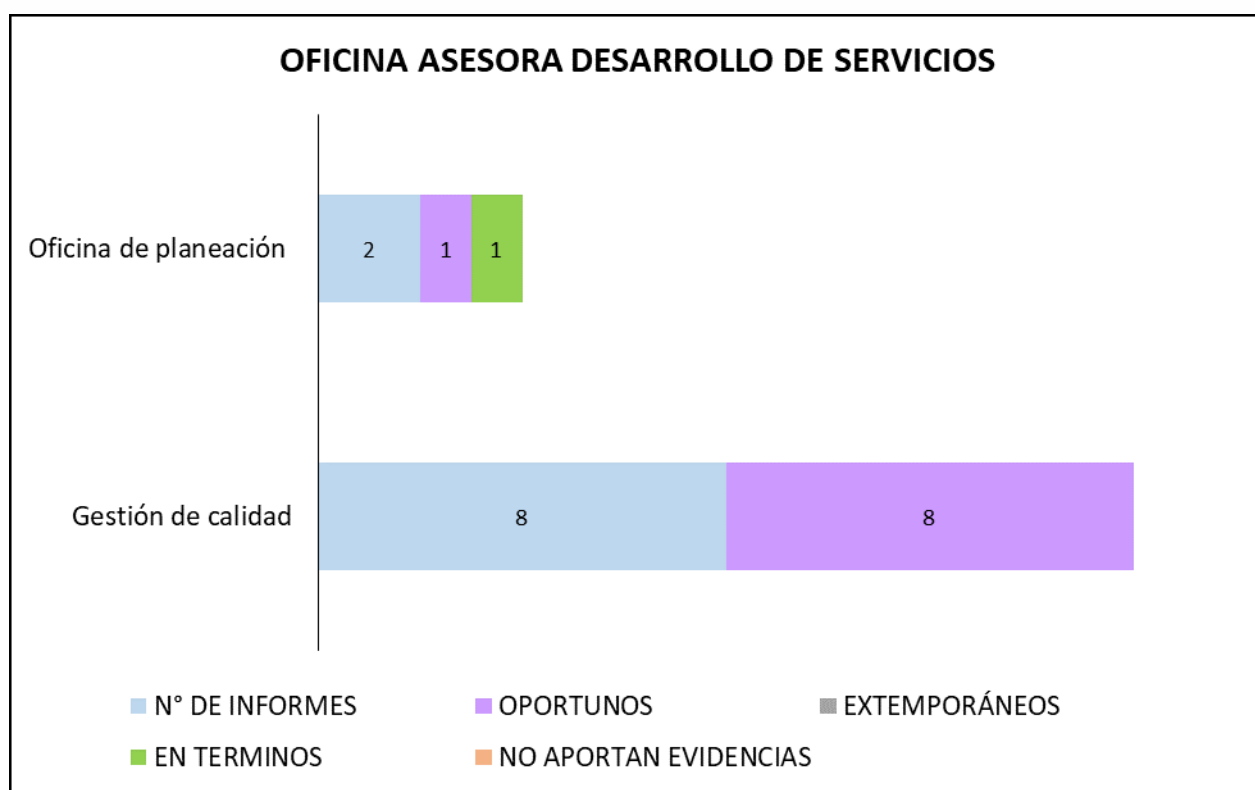 OFICINA ASESORA DESARROLLO DE SERVICIOS
Oficina de planeación
2 1 1
Gestión de calidad
8 8
N° DE INFORMES OPORTUNOS EXTEMPORÁNEOS
EN TERMINOS NO APORTAN EVIDENCIAS